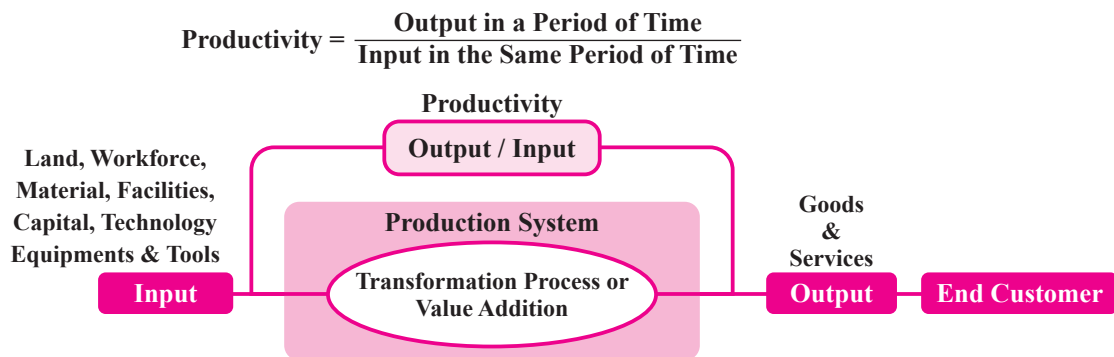 Productivity = Output in a Period of Time
Input in the Same Period of Time
Productivity
Output / Input
Land, Workforce,
Material, Facilities,
Capital, Technology
Equipments & Tools
Input
Production System
Transformation Process or
Value Addition
Goods
&
Services
Output
End Customer